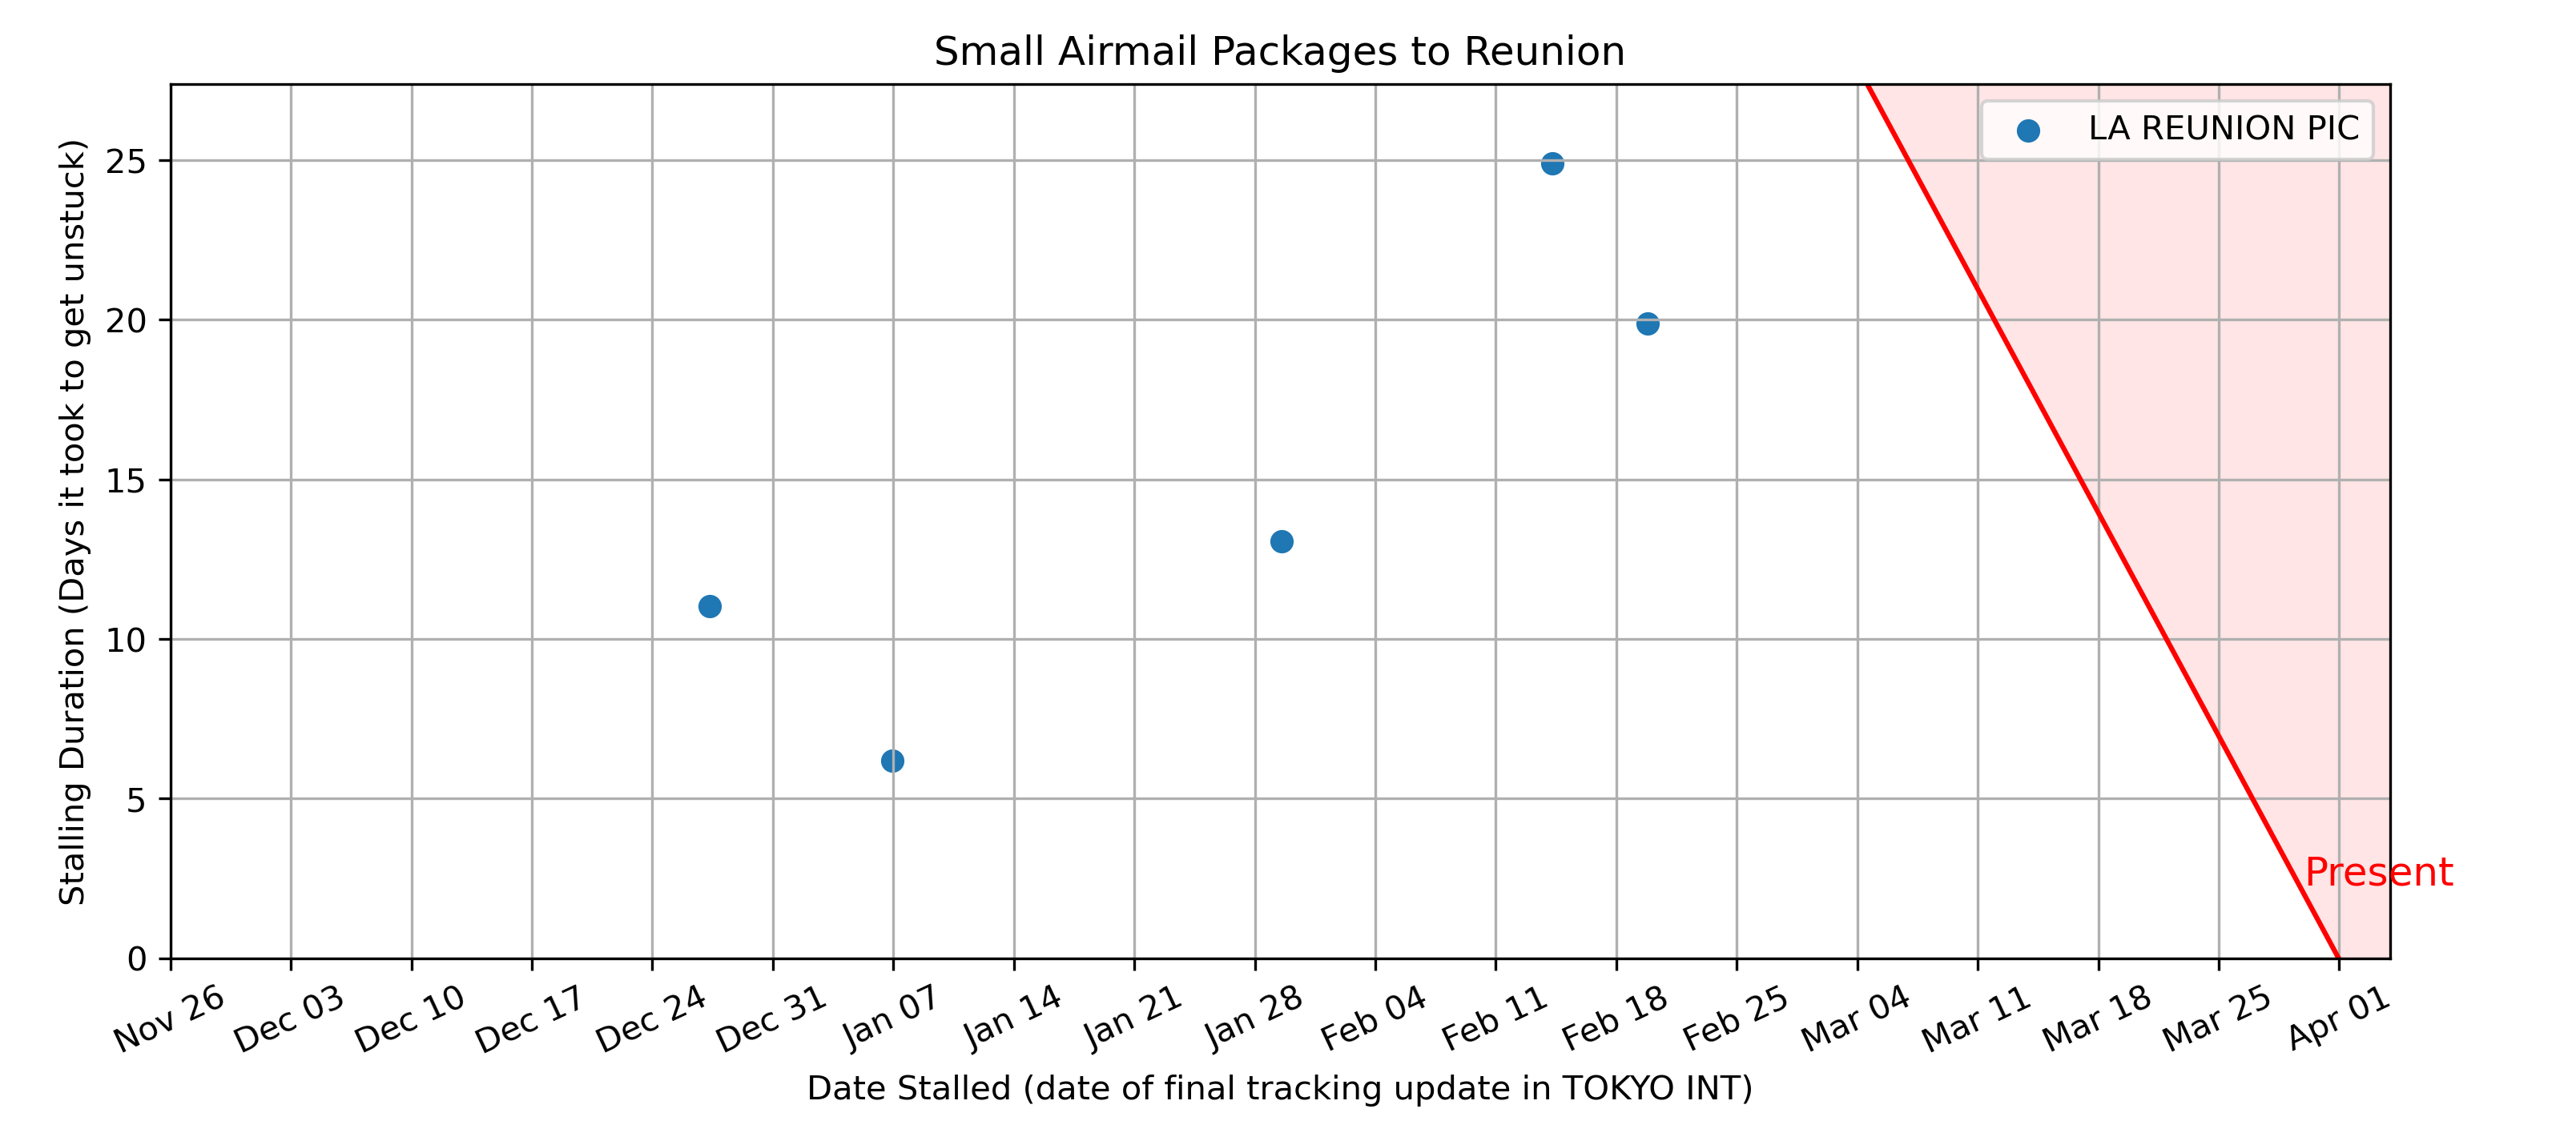 Small Airmail Packages to Reunion
LA REUNION PIC
Stalling Duration (Days it took to get unstuck)
25
20
15
10
5
0
Present
Nov 26
Dec 03
Dec 10
Dec 17
Dec 24
Dec 31
Jan 07
Jan 14
Jan 21
Jan 28
Feb 04
Feb 11
Feb 18
Feb 25
Mar 04
Mar 11
Mar 18
Mar 25
Apr 01
Date Stalled (date of final tracking update in TOKYO INT)